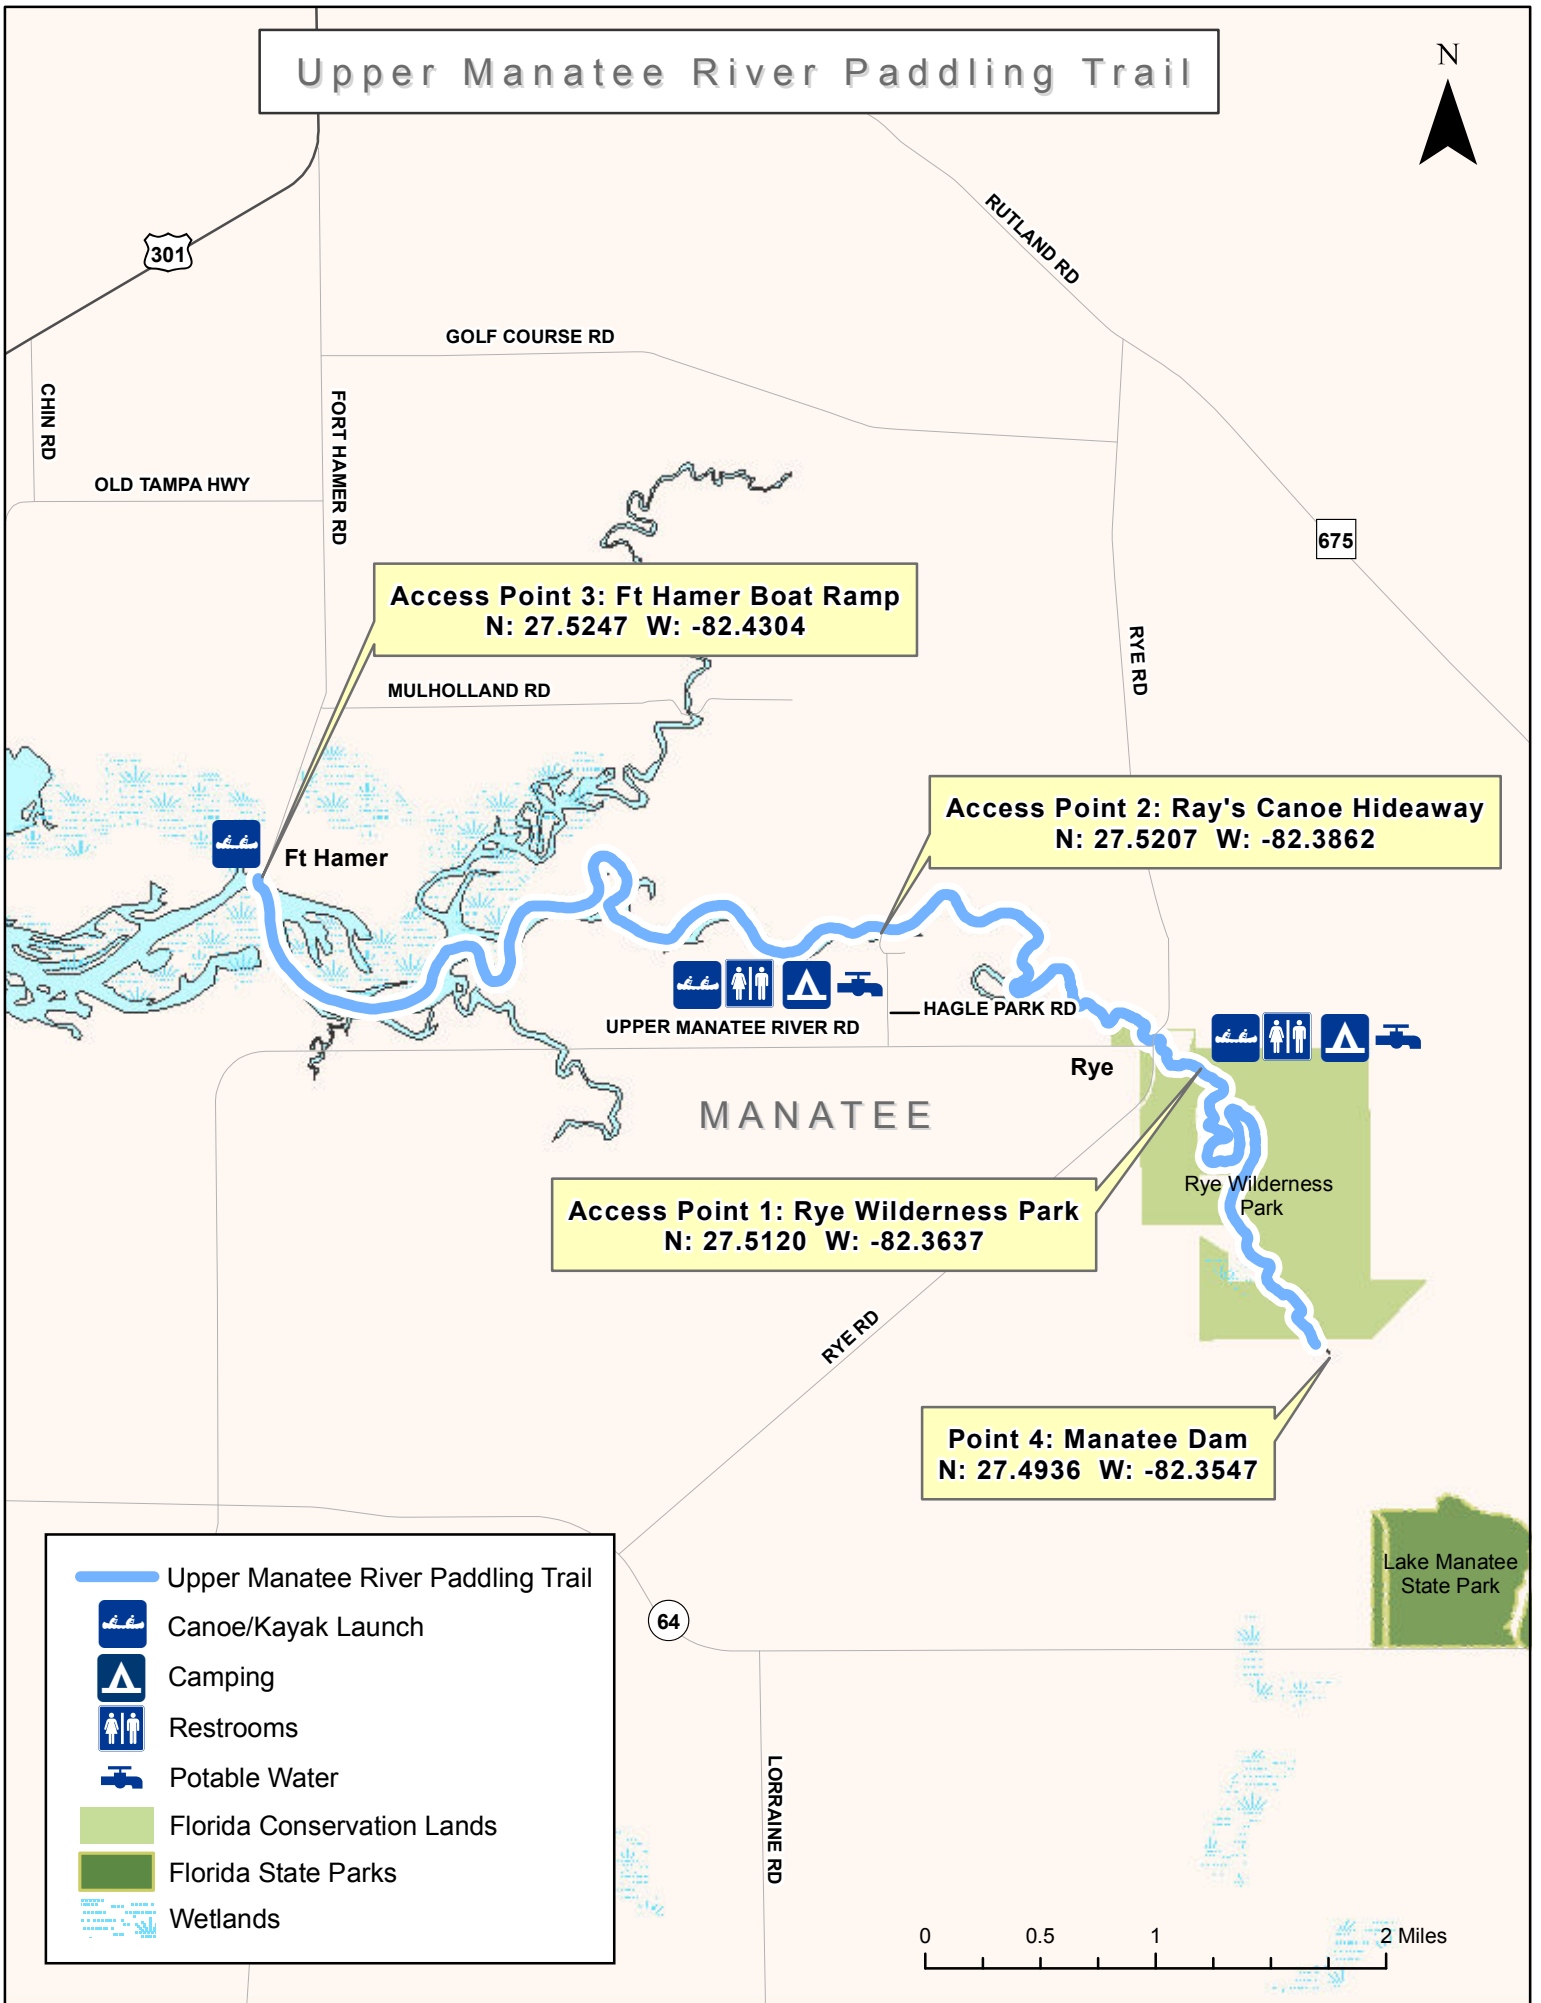 Upper Manatee River Paddling Trail
N
RUTLAND RD
301
GOLF COURSE RD
CHIN RD
FORT HAMER RD
OLD TAMPA HWY
675
Access Point 3: Ft Hamer Boat Ramp
N: 27.5247 W: -82.4304
RYE RD
MULHOLLAND RD
Access Point 2: Ray's Canoe Hideaway
N: 27.5207 W: -82.3862
Ft Hamer
HAGLE PARK RD
UPPER MANATEE RIVER RD
Rye
MANATEE
Rye Wilderness
Park
Access Point 1: Rye Wilderness Park
N: 27.5120 W: -82.3637
RYE RD
Point 4: Manatee Dam
N: 27.4936 W: -82.3547
Lake Manatee
State Park
64
LORRAINE RD
Upper Manatee River Paddling Trail
Canoe/Kayak Launch
Camping
Restrooms
Potable Water
Florida Conservation Lands
Florida State Parks
Wetlands
0 0.5 1 2 Miles